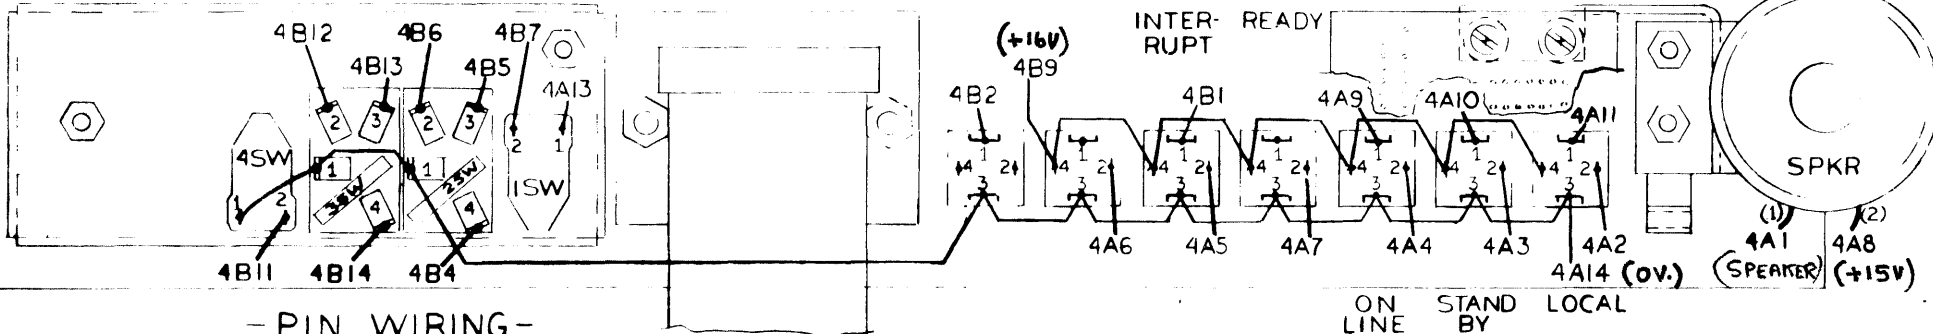 INTER- READY
RUPT
(+16V)
4B12 4B6 4B7 4B9
4B13 4B5 4A13
4B2 4B1 4A9 4A10 4A11
2 3 2 3 2 1
4SW 1 1 1SW
1 1 1 1 1 1 1
4 2 4 2 4 2 4 2 4 2 4 2 4 2
3 3 3 3 3 3 3
3SW 2SW
1 2 4 4
SPKR
(1) (2)
4B11 4B14 4B4
4A6 4A5 4A7 4A4 4A3 4A2 4A1 4A8
4A14 (0V.) (SPEAKER) (+15V)
ON STAND LOCAL
LINE BY
-PIN WIRING-